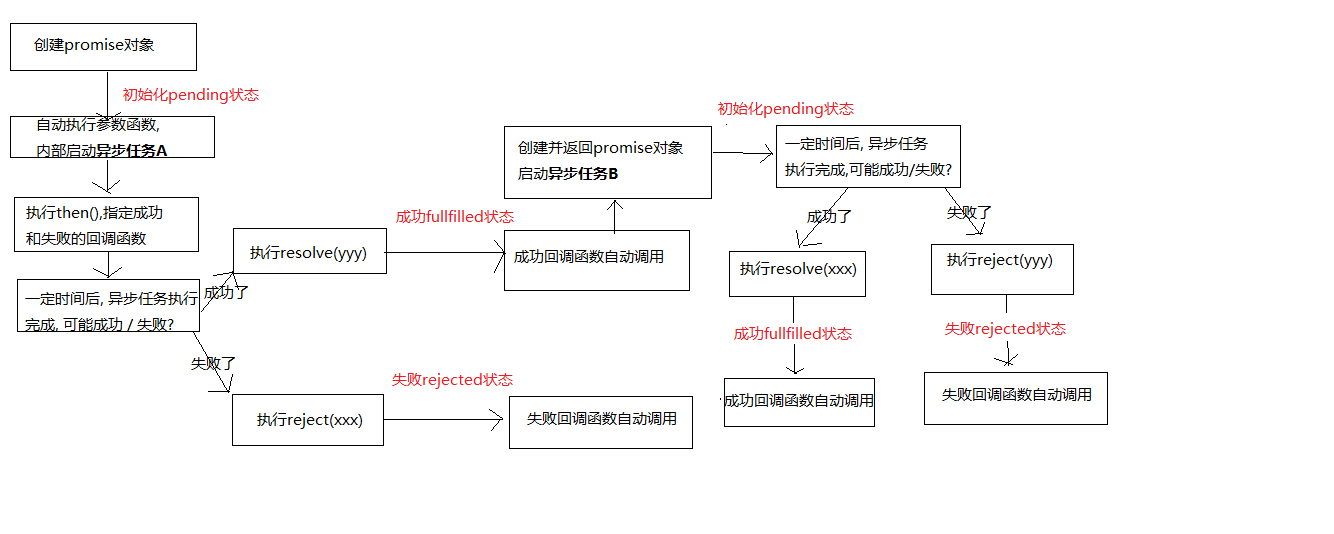 创建promise对象
初始化pending状态
自动执行参数函数,
内部启动异步任务A
执行then(),指定成功
和失败的回调函数
一定时间后, 异步任务执行
完成, 可能成功 / 失败?
成功了
执行resolve(yyy)
成功fullfilled状态
成功回调函数自动调用
失败了
执行reject(xxx)
失败rejected状态
失败回调函数自动调用
创建并返回promise对象
启动异步任务B
初始化pending状态
一定时间后, 异步任务
执行完成,可能成功/失败?
成功了
执行resolve(xxx)
成功fullfilled状态
成功回调函数自动调用
失败了
执行reject(yyy)
失败rejected状态
失败回调函数自动调用